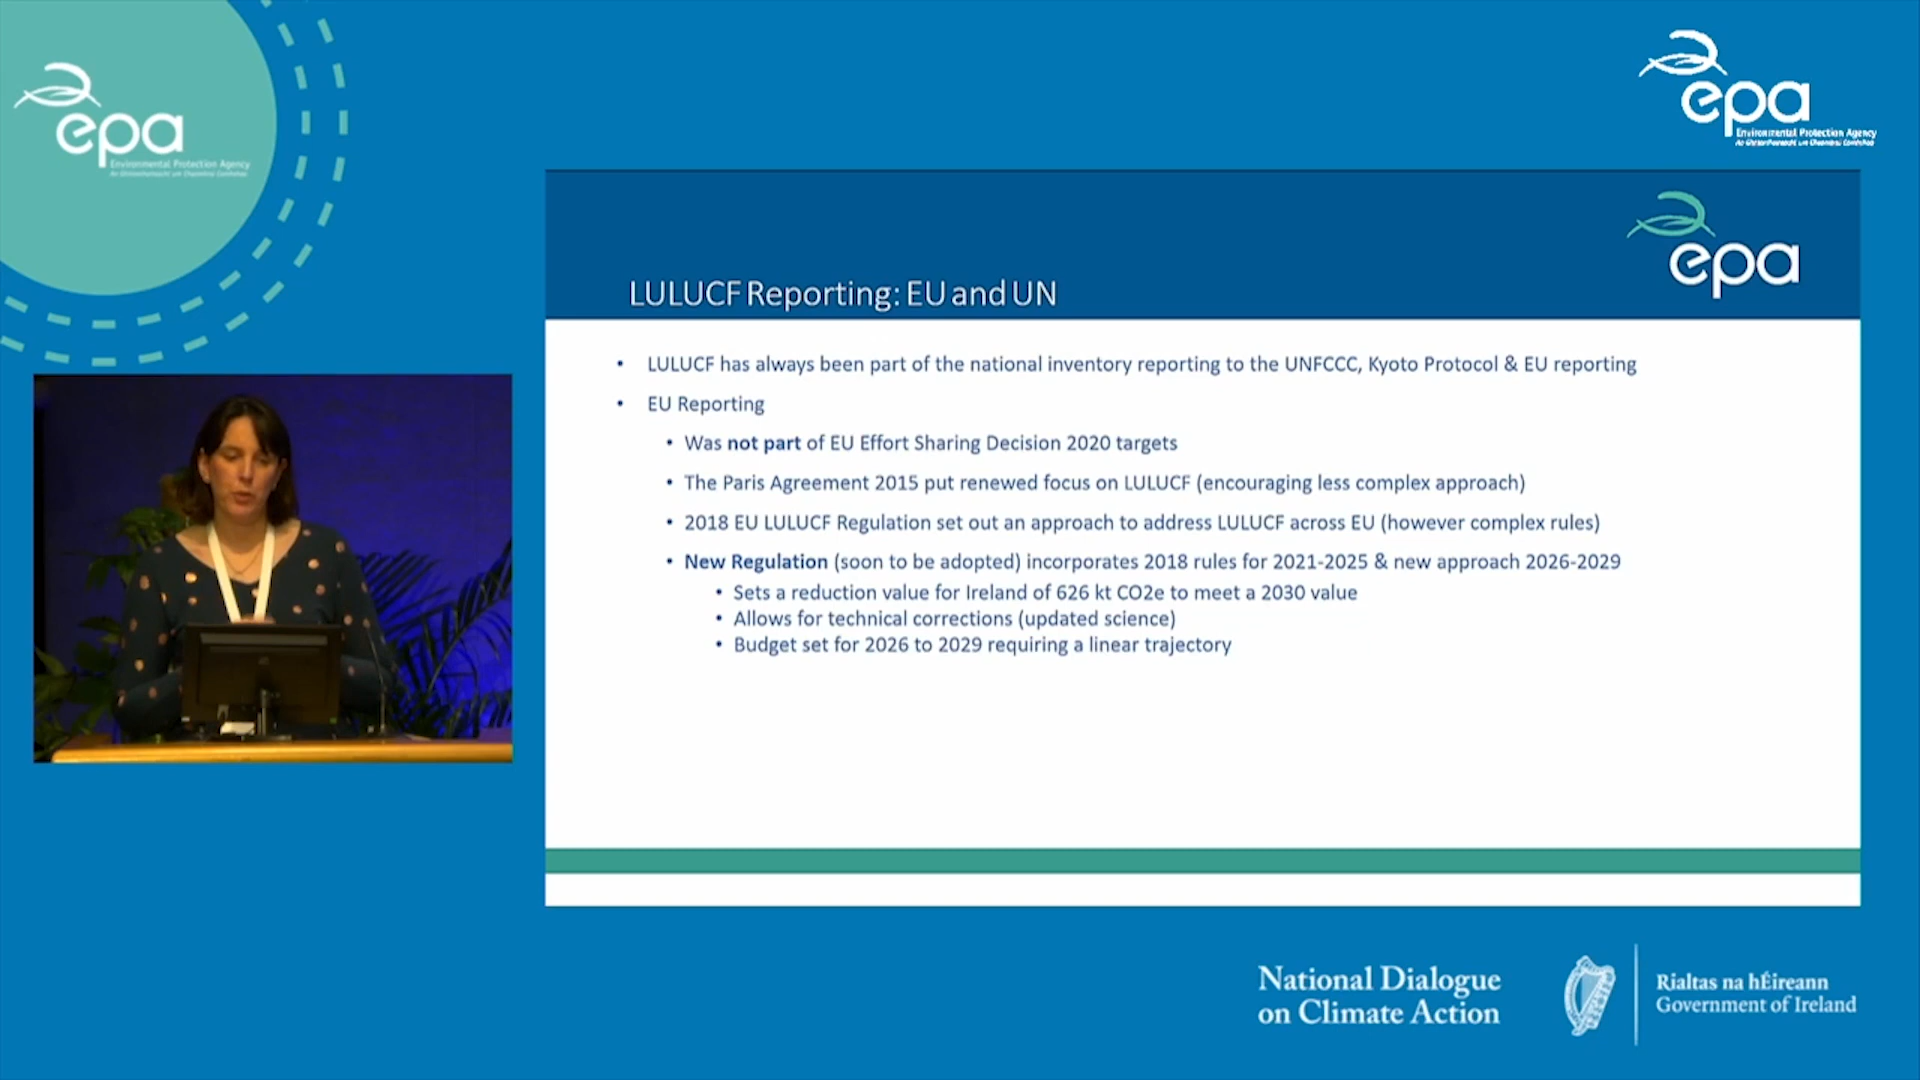 epa
Environmental Protection Agency
epa
Environmental Protection Agency
An Ghníomhaireacht um Chaomhnú Comhshaoil
epa
LULUCF Reporting: EU and UN
• LULUCF has always been part of the national inventory reporting to the UNFCCC, Kyoto Protocol & EU reporting
• EU Reporting
• Was not part of EU Effort Sharing Decision 2020 targets
• The Paris Agreement 2015 put renewed focus on LULUCF (encouraging less complex approach)
• 2018 EU LULUCF Regulation set out an approach to address LULUCF across EU (however complex rules)
• New Regulation (soon to be adopted) incorporates 2018 rules for 2021-2025 & new approach 2026-2029
• Sets a reduction value for Ireland of 626 kt CO2e to meet a 2030 value
• Allows for technical corrections (updated science)
• Budget set for 2026 to 2029 requiring a linear trajectory
National Dialogue
on Climate Action
Rialtas na hÉireann
Government of Ireland